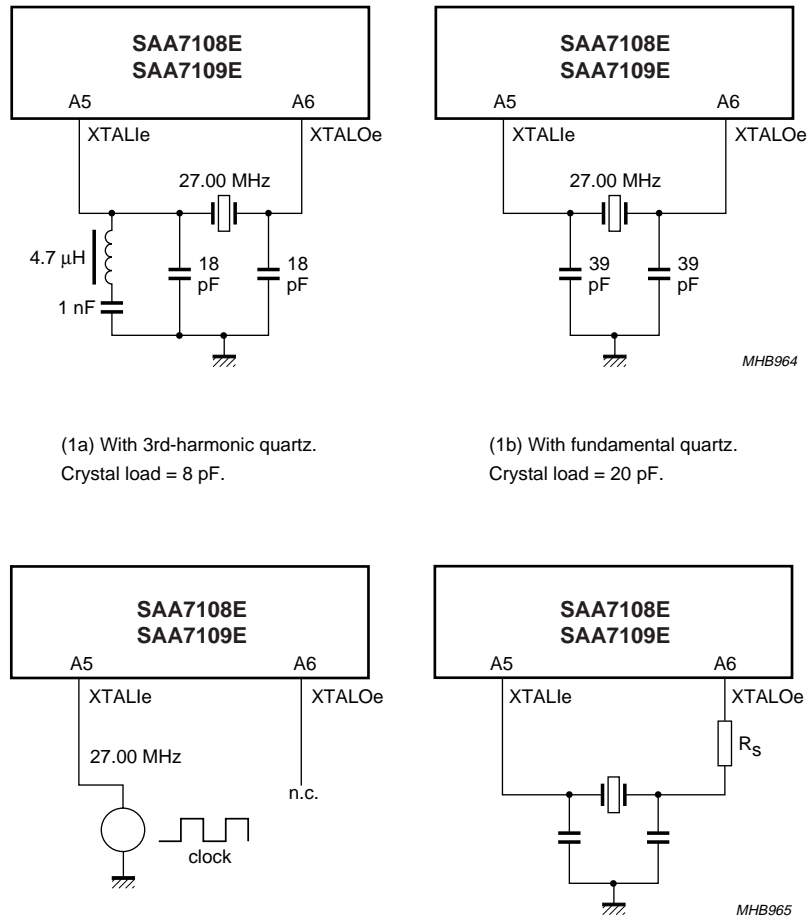 SAA7108E
SAA7109E
A5
A6
XTALIe
XTALOe
27.00 MHz
4.7 μH
18
pF
18
pF
1 nF
SAA7108E
SAA7109E
A5
A6
XTALIe
XTALOe
27.00 MHz
39
pF
39
pF
MHB964
(1a) With 3rd-harmonic quartz.
Crystal load = 8 pF.
(1b) With fundamental quartz.
Crystal load = 20 pF.
SAA7108E
SAA7109E
A5
A6
XTALIe
XTALOe
27.00 MHz
n.c.
clock
SAA7108E
SAA7109E
A5
A6
XTALIe
XTALOe
Rs
MHB965